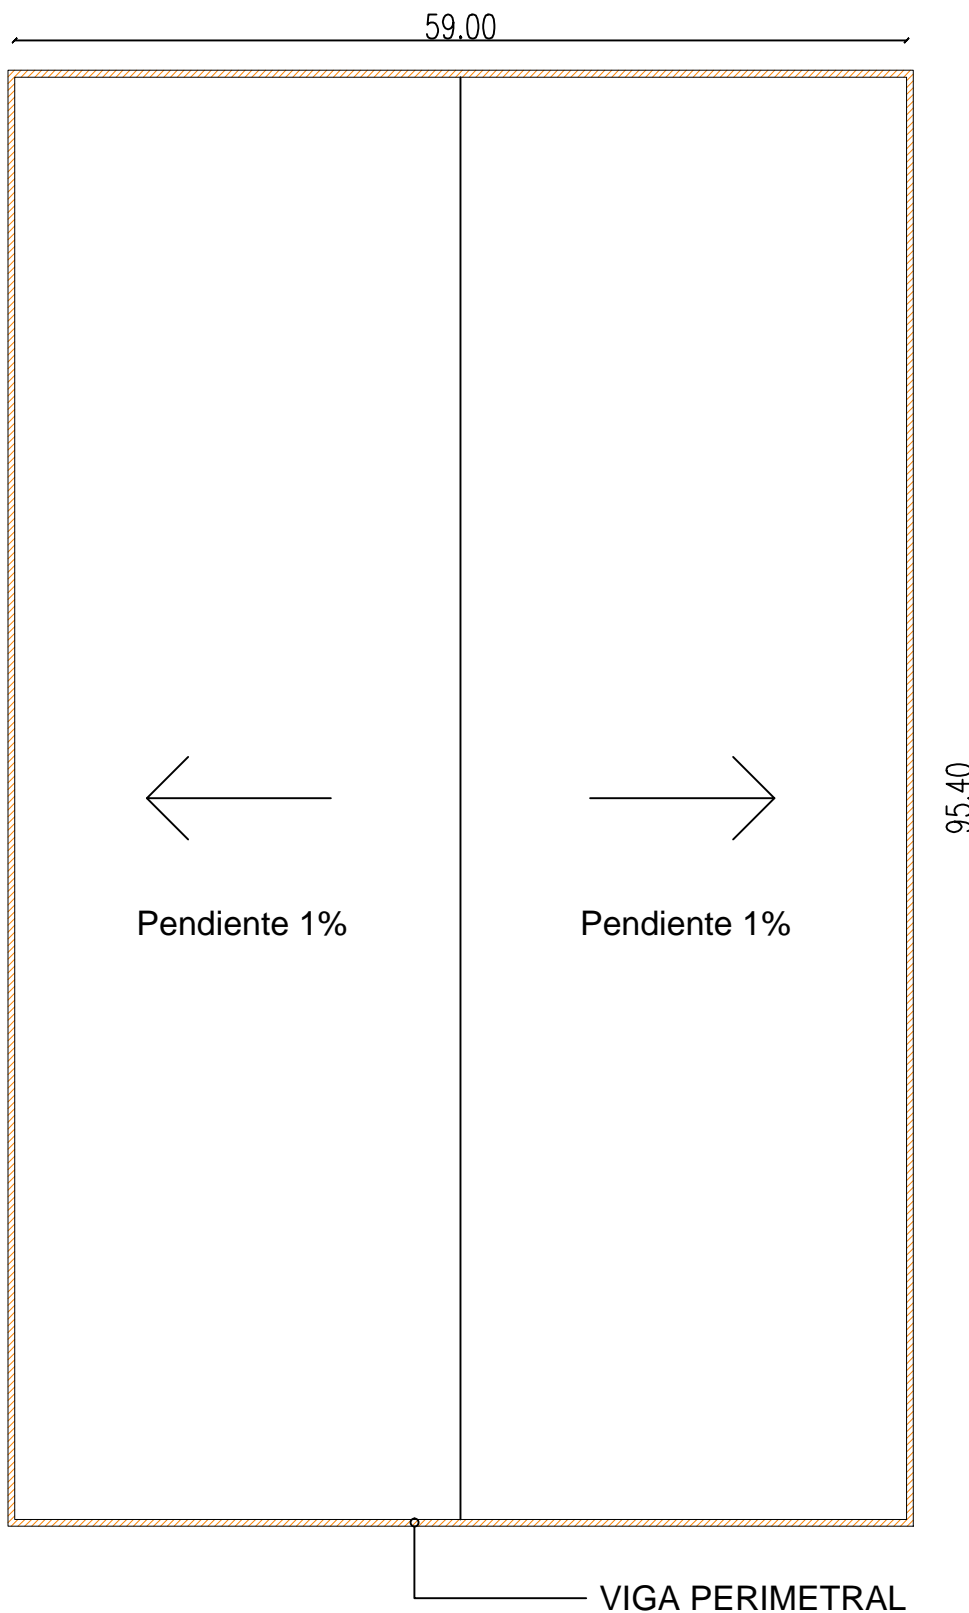 59.00
95.40
Pendiente 1%
Pendiente 1%
VIGA PERIMETRAL